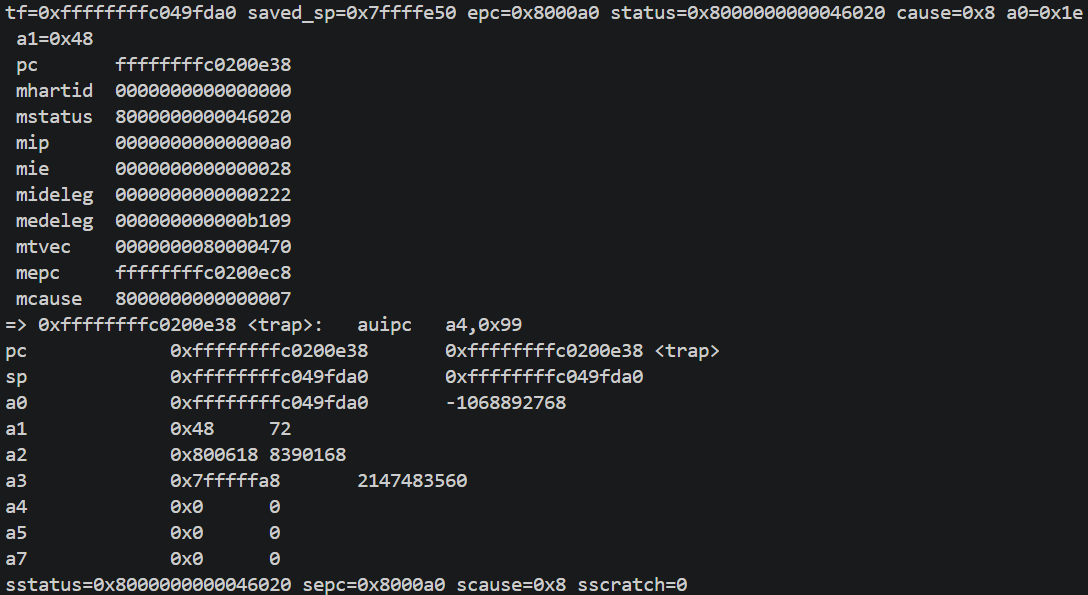 tf=0xffffffffc049fda0 saved_sp=0x7ffffe50 epc=0x8000a0 status=0x8000000000046020 cause=0x8 a0=0x1e
a1=0x48
pc       ffffffffc0200e38
mhartid  0000000000000000
mstatus  8000000000046020
mip      00000000000000a0
mie      0000000000000028
mideleg  0000000000000222
medeleg  000000000000b109
mtvec    0000000080000470
mepc     ffffffffc0200ec8
mcause   8000000000000007
=> 0xffffffffc0200e38 <trap>:   auipc   a4,0x99
pc             0xffffffffc0200e38       0xffffffffc0200e38 <trap>
sp             0xffffffffc049fda0       0xffffffffc049fda0
a0             0xffffffffc049fda0       -1068892768
a1             0x48     72
a2             0x800618 8390168
a3             0x7fffffa8       2147483560
a4             0x0      0
a5             0x0      0
a7             0x0      0
sstatus=0x8000000000046020 sepc=0x8000a0 scause=0x8 sscratch=0